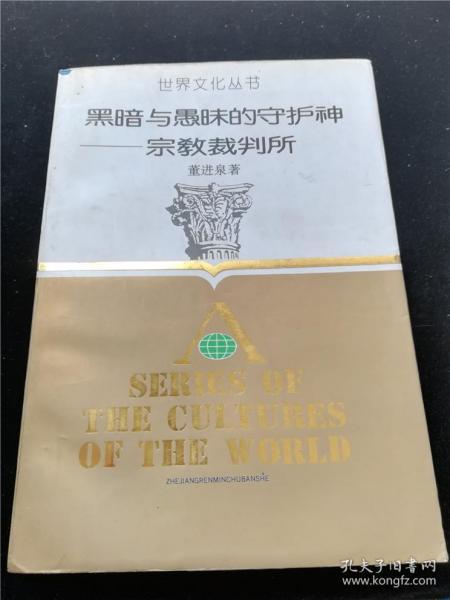 世界文化丛书
黑暗与愚昧的守护神
——宗教裁判所
董进泉著
A
SERIES OF
THE CULTURES
OF THE WORLD
ZHEJIANGRENMINCHUBANSHE
孔夫子旧书网
www.kongfz.com